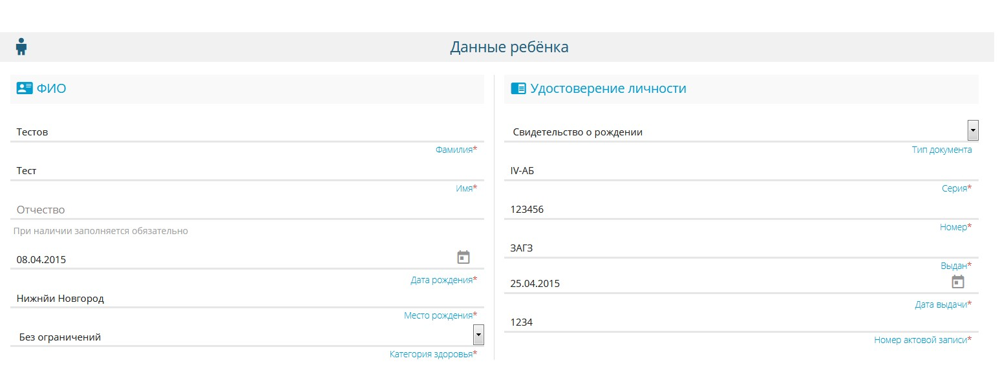 Данные ребёнка
ФИО
Тестов
Фамилия*
Тест
Имя*
Отчество
При наличии заполняется обязательно
08.04.2015
Дата рождения*
Нижнйи Новгород
Место рождения*
Без ограничений
Категория здоровья*
Удостоверение личности
Свидетельство о рождении
Тип документа
IV-АБ
Серия*
123456
Номер*
ЗАГЗ
Выдан*
25.04.2015
Дата выдачи*
1234
Номер актовой записи*